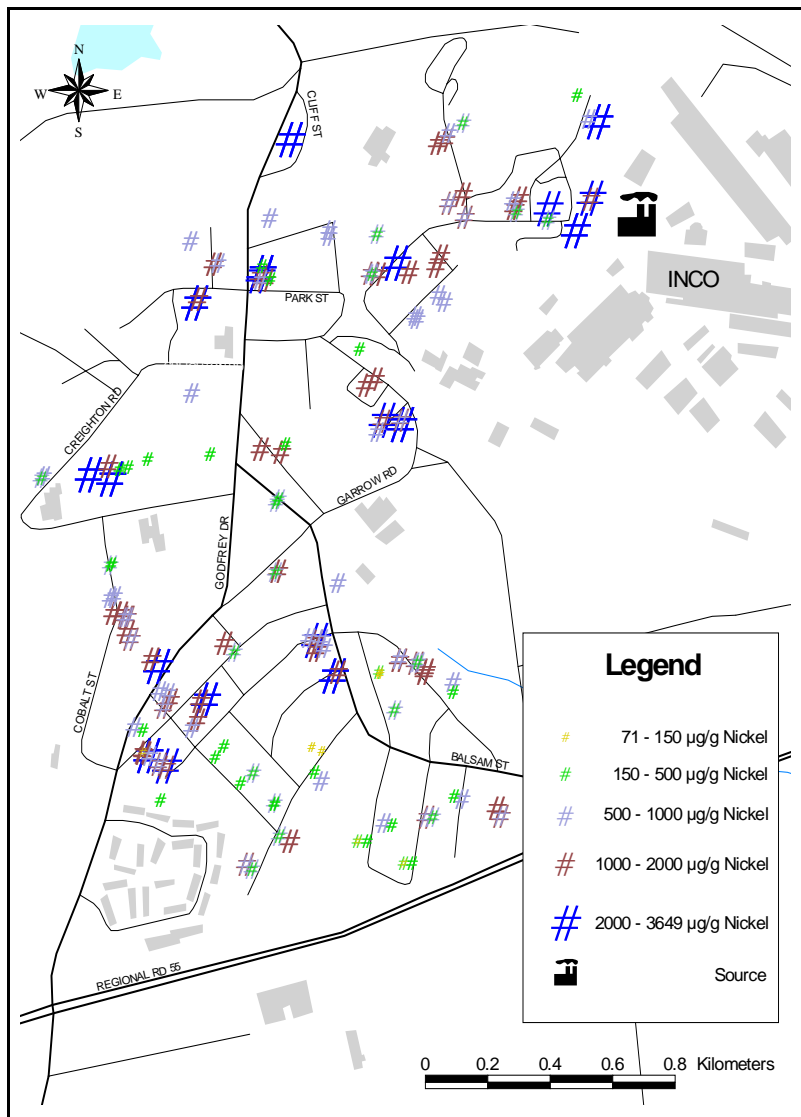 N
W E
S
CLIFF ST
INCO
PARK ST
CREIGHTON RD
GARROW RD
GODFREY DR
COBALT ST
BALSAM ST
REGIONAL RD 55
Legend
71 - 150 µg/g Nickel
150 - 500 µg/g Nickel
500 - 1000 µg/g Nickel
1000 - 2000 µg/g Nickel
2000 - 3649 µg/g Nickel
Source
0 0.2 0.4 0.6 0.8 Kilometers